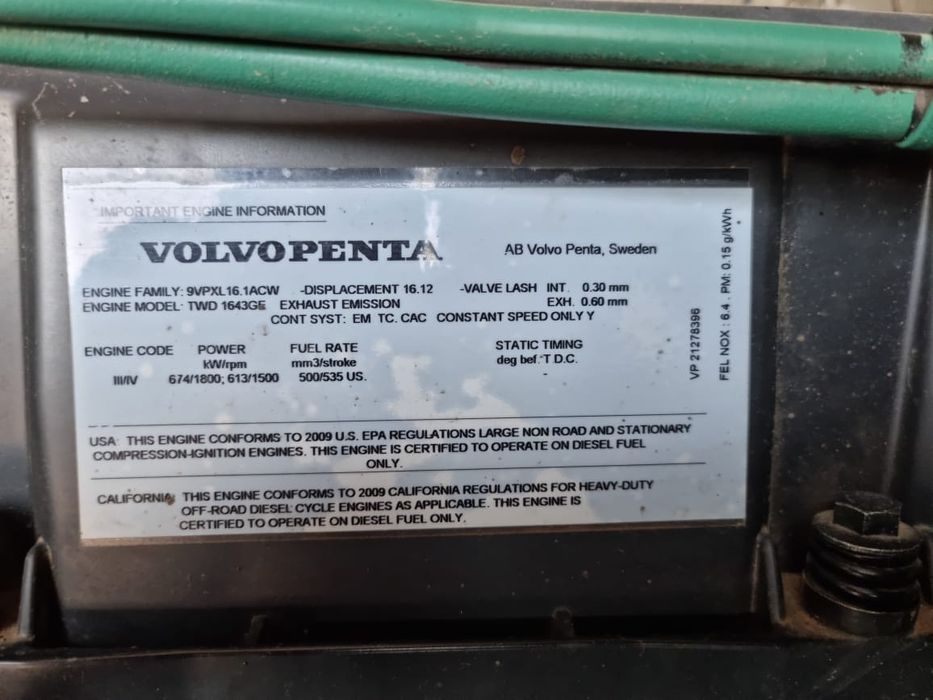 IMPORTANT ENGINE INFORMATION
VOLVO PENTA
AB Volvo Penta, Sweden
ENGINE FAMILY: 9VPXL16.1ACW -DISPLACEMENT 16.12 -VALVE LASH INT. 0.30 mm
ENGINE MODEL: TWD 1643GE EXHAUST EMISSION EXH. 0.60 mm
CONT SYST: EM TC. CAC CONSTANT SPEED ONLY Y
ENGINE CODE POWER FUEL RATE STATIC TIMING
kW/rpm mm3/stroke deg bef. T D.C.
III/IV 674/1800; 613/1500 500/535 US.
USA: THIS ENGINE CONFORMS TO 2009 U.S. EPA REGULATIONS LARGE NON ROAD AND STATIONARY
COMPRESSION-IGNITION ENGINES. THIS ENGINE IS CERTIFIED TO OPERATE ON DIESEL FUEL
ONLY.
CALIFORNIA: THIS ENGINE CONFORMS TO 2009 CALIFORNIA REGULATIONS FOR HEAVY-DUTY
OFF-ROAD DIESEL CYCLE ENGINES AS APPLICABLE. THIS ENGINE IS
CERTIFIED TO OPERATE ON DIESEL FUEL ONLY.
VP 21278396
FEL NOX : 6.4 . PM: 0.15 g/kWh